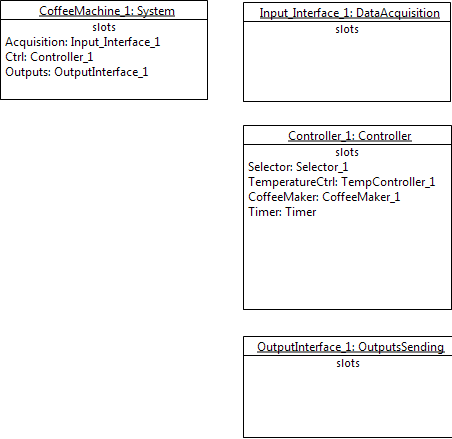 CoffeeMachine_1: System
slots
Acquisition: Input_Interface_1
Ctrl: Controller_1
Outputs: OutputInterface_1
Input_Interface_1: DataAcquisition
slots
Controller_1: Controller
slots
Selector: Selector_1
TemperatureCtrl: TempController_1
CoffeeMaker: CoffeeMaker_1
Timer: Timer
OutputInterface_1: OutputsSending
slots